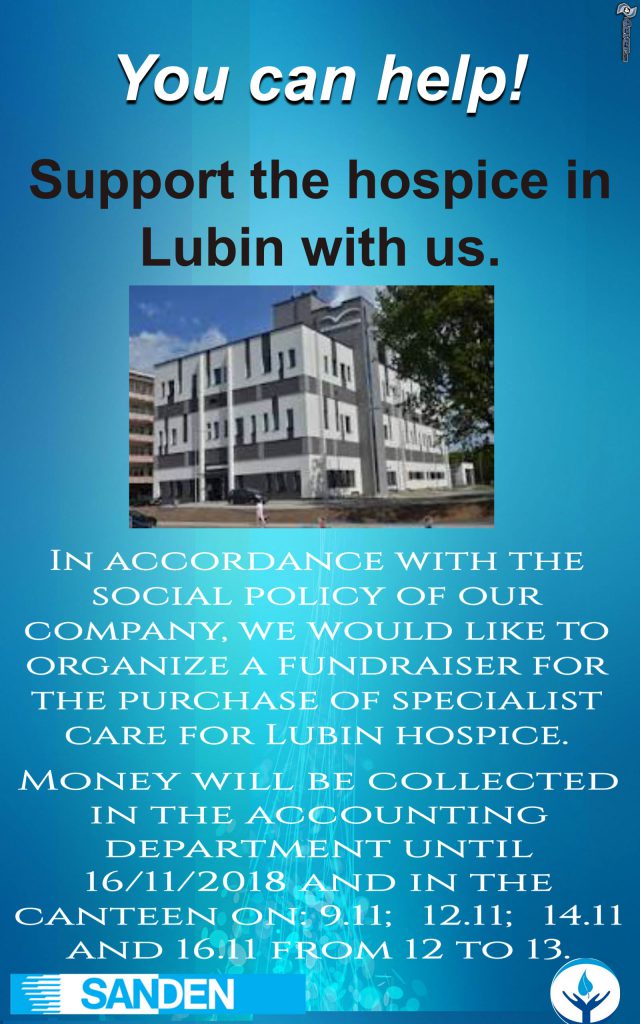 You can help!
Support the hospice in
Lubin with us.
In accordance with the
social policy of our
company, we would like to
organize a fundraiser for
the purchase of specialist
care for Lubin hospice.
Money will be collected
in the accounting
department until
16/11/2018 and in the
canteen on: 9.11; 12.11; 14.11
and 16.11 from 12 to 13.
SANDEN